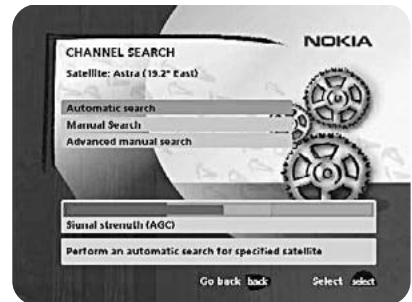 NOKIA
CHANNEL SEARCH
Satellite: Astra (19.2° East)
Automatic search
Manual Search
Advanced manual search
Signal strength (AGC)
Perform an automatic search for specified satellite
Go back back Select select